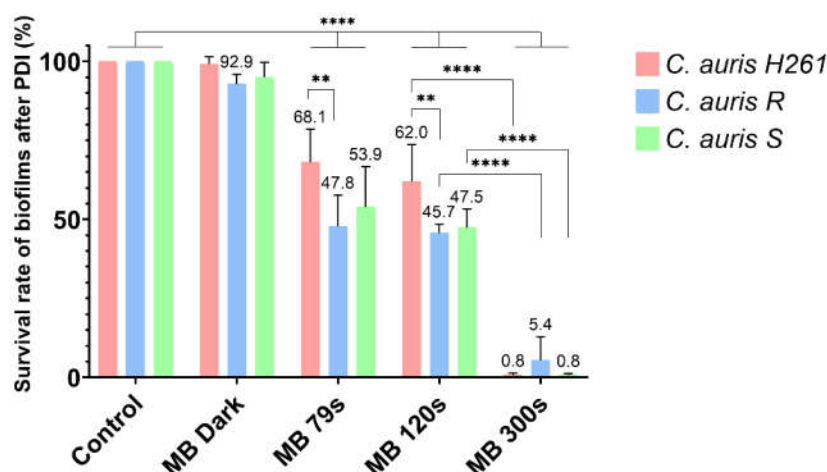 Survival rate of biofilms after PDI (%)
100
50
0
****
92.9
**
68.1
47.8
53.9
****
**
62.0
45.7
47.5
****
****
0.8
5.4
0.8
Control
MB Dark
MB 79s
MB 120s
MB 300s
C. auris H261
C. auris R
C. auris S